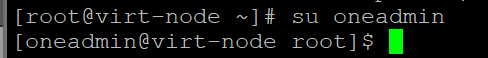 [root@virt-node ~]# su oneadmin
[oneadmin@virt-node root]$